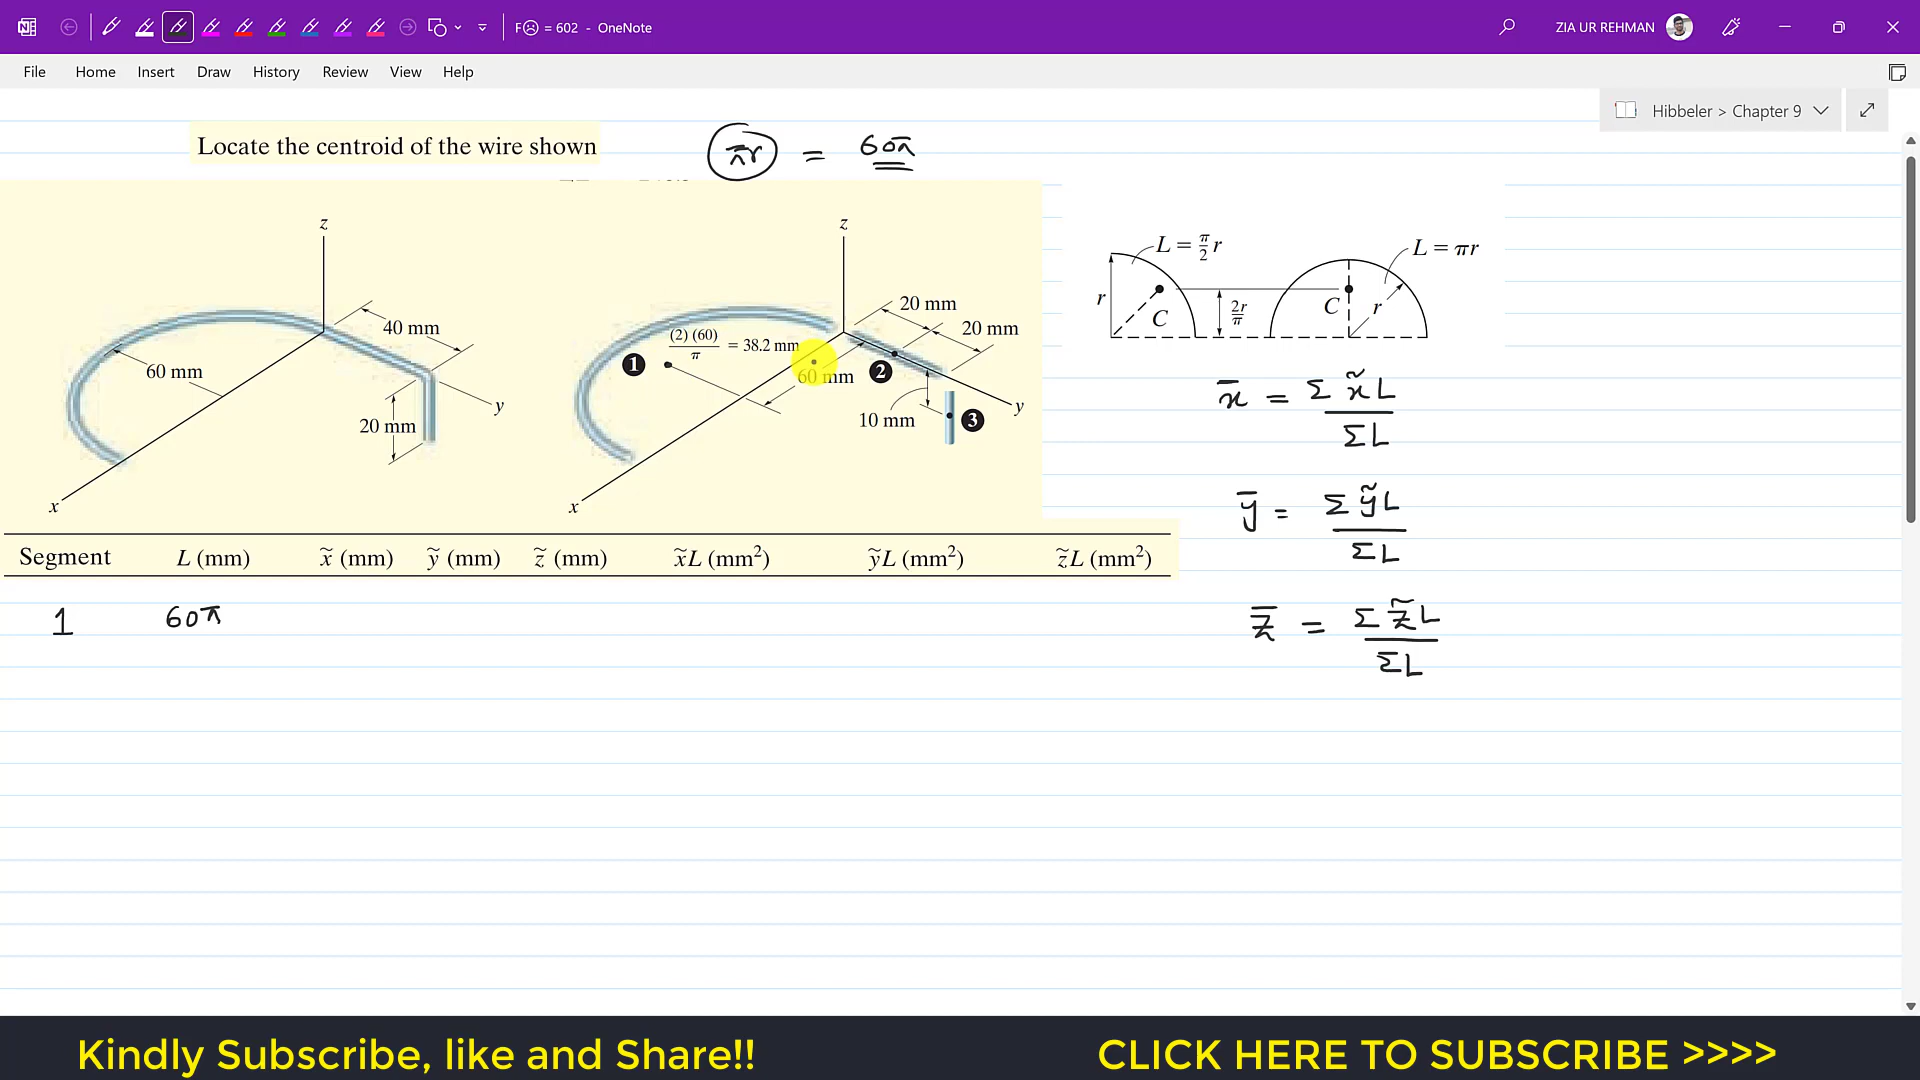 F☹ = 602 - OneNote
ZIA UR REHMAN
File Home Insert Draw History Review View Help
Hibbeler > Chapter 9
Locate the centroid of the wire shown
πr = 60π
z
40 mm
60 mm
20 mm
y
x
z
20 mm
20 mm
(2) (60)
π
= 38.2 mm
1
60 mm
2
10 mm
3
y
x
L = π/2 r
L = πr
r
C
2r/π
C
r
x̄ = Σ x̃L / ΣL
ȳ = Σ ỹL / ΣL
z̄ = Σ z̃L / ΣL
Segment L (mm) x̃ (mm) ỹ (mm) z̃ (mm) x̃L (mm²) ỹL (mm²) z̃L (mm²)
1 60π
Kindly Subscribe, like and Share!!
CLICK HERE TO SUBSCRIBE >>>>